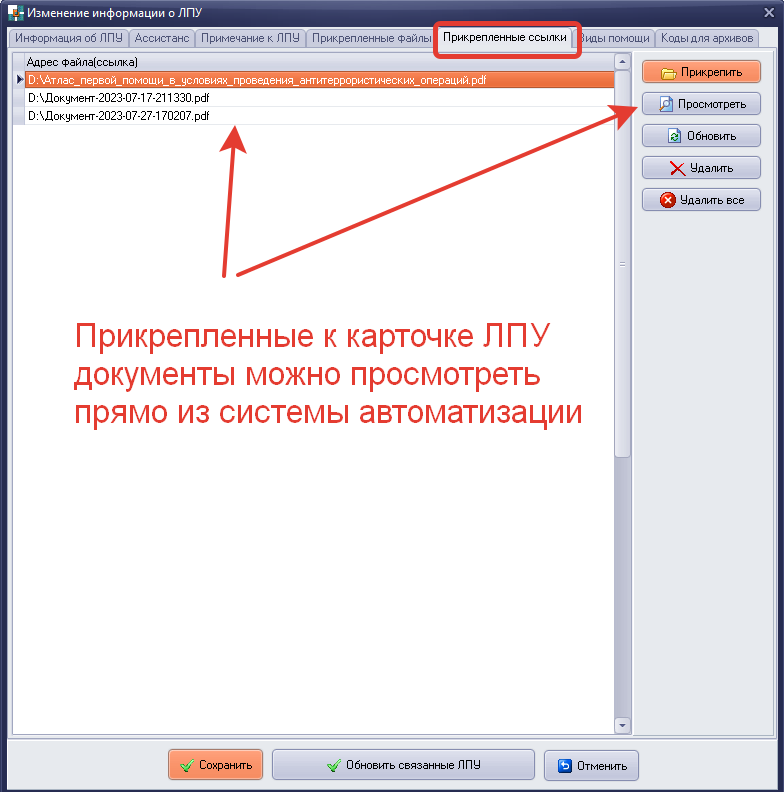 Изменение информации о ЛПУ
Информация об ЛПУ Ассистанс Примечание к ЛПУ Прикрепленные файлы Прикрепленные ссылки Виды помощи Коды для архивов
Адрес файла(ссылка)
D:\Атлас_первой_помощи_в_условиях_проведения_антитеррористических_операций.pdf
D:\Документ-2023-07-17-211330.pdf
D:\Документ-2023-07-27-170207.pdf
Прикрепить
Просмотреть
Обновить
Удалить
Удалить все
Прикрепленные к карточке ЛПУ
документы можно просмотреть
прямо из системы автоматизации
Сохранить Обновить связанные ЛПУ Отменить